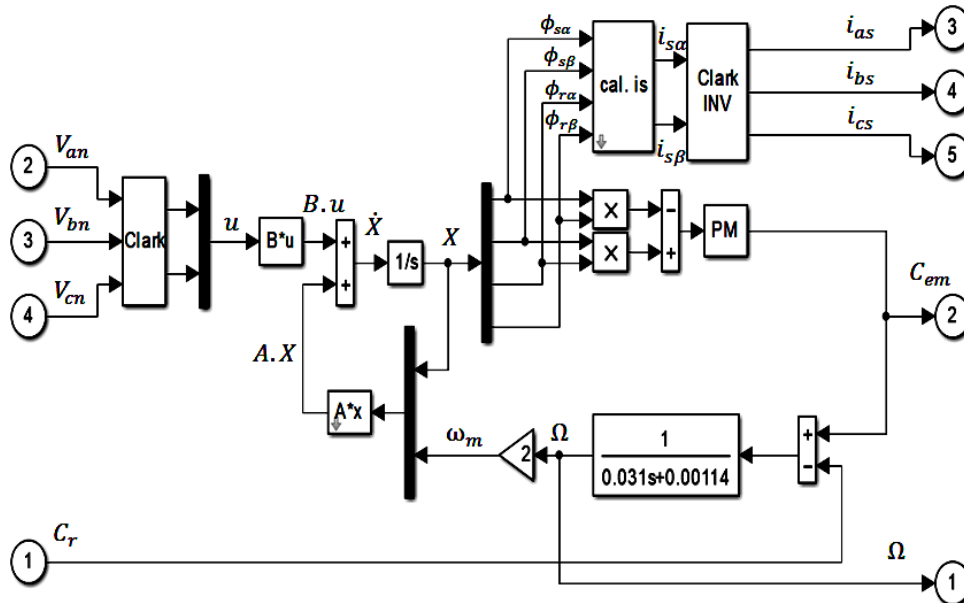 ϕsα
ϕsβ
ϕrα
ϕrβ
cal. is
isα
isβ
Clark
INV
ias
ibs
ics
3
4
5
2
3
4
Van
Vbn
Vcn
Clark
u
B*u
B.u
+
+
Ẋ
1/s
X
X
X
-
+
PM
Cem
2
A.X
A*x
ωm
2
Ω
1
0.031s+0.00114
+
-
Cr
1
Ω
1